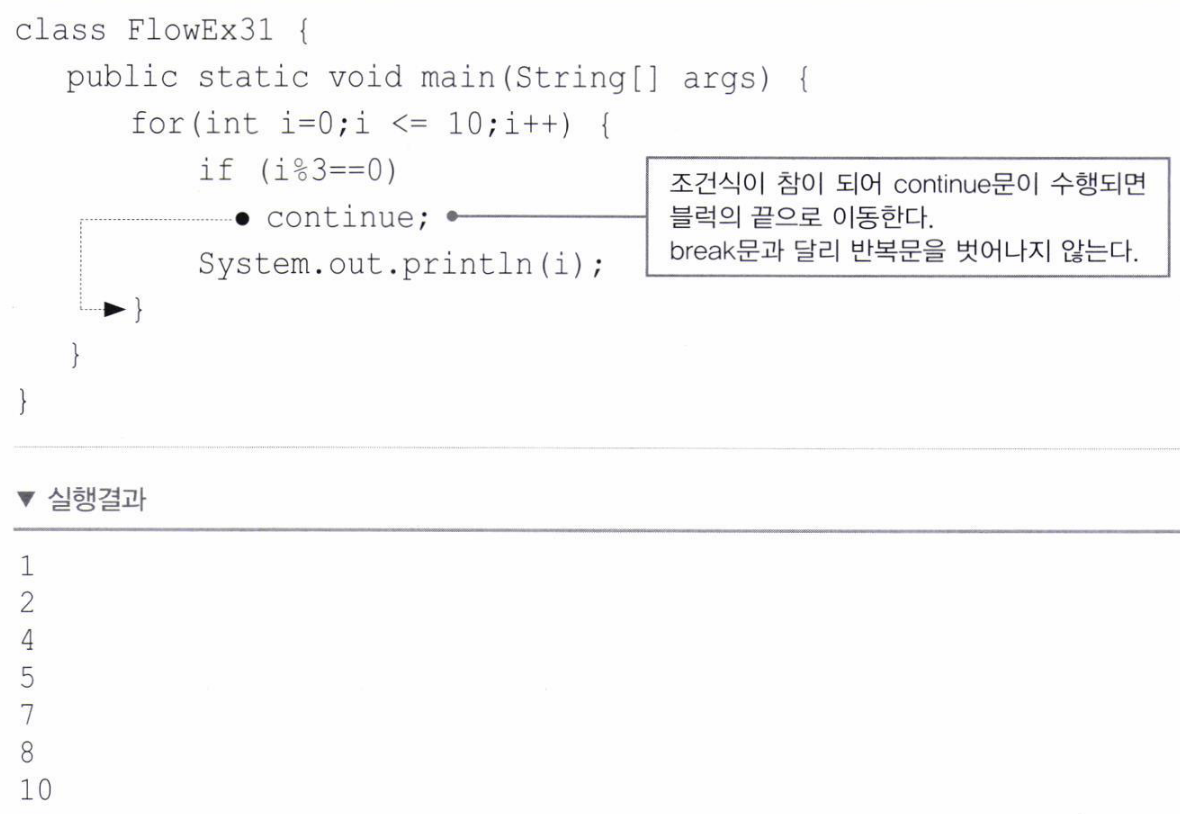 class FlowEx31 {
public static void main(String[] args) {
for(int i=0;i <= 10;i++) {
if (i%3==0)
continue;
System.out.println(i);
}
}
}
조건식이 참이 되어 continue문이 수행되면
블럭의 끝으로 이동한다.
break문과 달리 반복문을 벗어나지 않는다.
▼ 실행결과
1
2
4
5
7
8
10